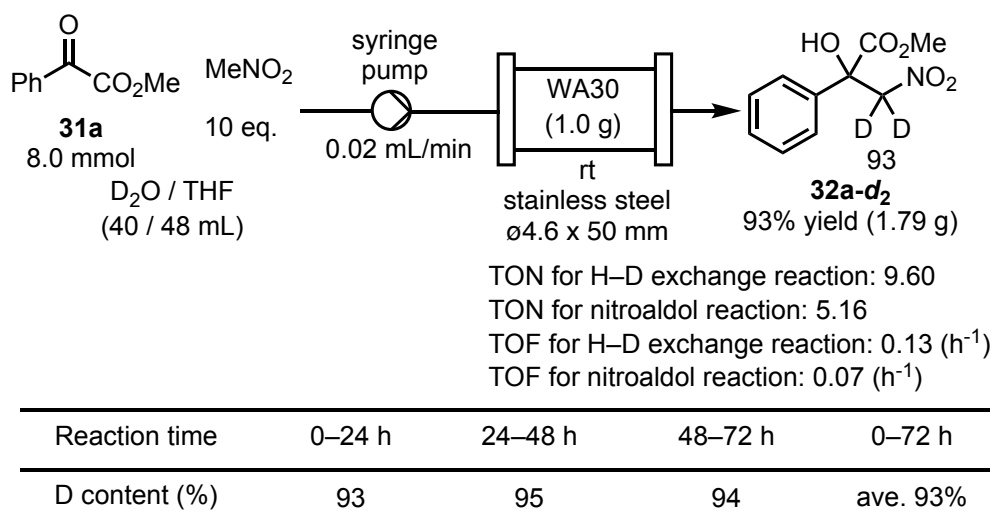 O
Ph
CO₂Me
31a
8.0 mmol
MeNO₂
10 eq.
D₂O / THF
(40 / 48 mL)
syringe
pump
0.02 mL/min
WA30
(1.0 g)
rt
stainless steel
ø4.6 x 50 mm
HO
CO₂Me
NO₂
D D
93
32a-d₂
93% yield (1.79 g)
TON for H–D exchange reaction: 9.60
TON for nitroaldol reaction: 5.16
TOF for H–D exchange reaction: 0.13 (h⁻¹)
TOF for nitroaldol reaction: 0.07 (h⁻¹)
Reaction time 0–24 h 24–48 h 48–72 h 0–72 h
D content (%) 93 95 94 ave. 93%